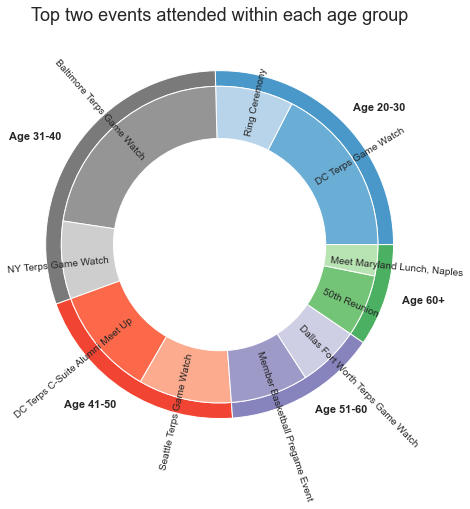 Top two events attended within each age group
Age 20-30
Ring Ceremony
DC Terps Game Watch
Age 31-40
Baltimore Terps Game Watch
NY Terps Game Watch
Age 41-50
DC Terps C-Suite Alumni Meet Up
Seattle Terps Game Watch
Age 51-60
Member Basketball Pregame Event
Dallas Fort Worth Terps Game Watch
Age 60+
50th Reunion
Meet Maryland Lunch, Naples